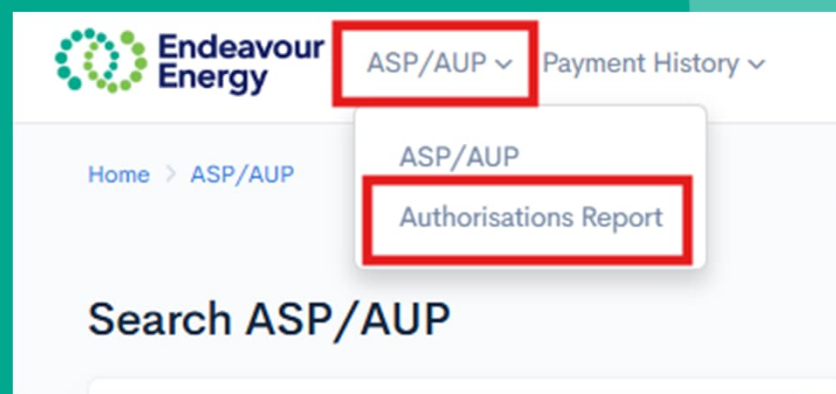 Endeavour
Energy
ASP/AUP
Payment History
ASP/AUP
Authorisations Report
Home > ASP/AUP
Search ASP/AUP